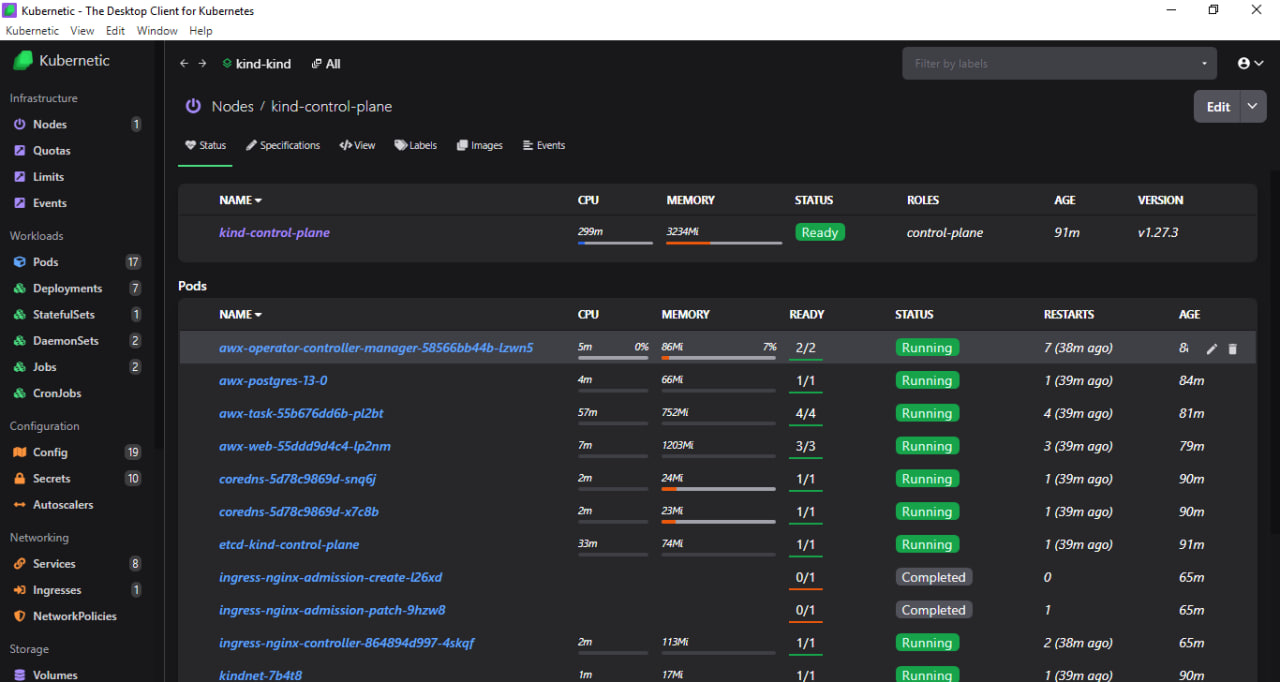 Kubernetic - The Desktop Client for Kubernetes
Kubernetic View Edit Window Help
Kubernetic
Infrastructure
Nodes 1
Quotas
Limits
Events
Workloads
Pods 17
Deployments 7
StatefulSets 1
DaemonSets 2
Jobs 2
CronJobs
Configuration
Config 19
Secrets 10
Autoscalers
Networking
Services 8
Ingresses 1
NetworkPolicies
Storage
Volumes
kind-kind All
Filter by labels
Nodes / kind-control-plane
Edit
Status Specifications View Labels Images Events
NAME CPU MEMORY STATUS ROLES AGE VERSION
kind-control-plane 299m 3234Mi Ready control-plane 91m v1.27.3
Pods
NAME CPU MEMORY READY STATUS RESTARTS AGE
awx-operator-controller-manager-58566bb44b-lzwn5 5m 0% 86Mi 7% 2/2 Running 7 (38m ago)
awx-postgres-13-0 4m 66Mi 1/1 Running 1 (39m ago) 84m
awx-task-55b676dd6b-pl2bt 57m 752Mi 4/4 Running 4 (39m ago) 81m
awx-web-55ddd9d4c4-lp2nm 7m 1203Mi 3/3 Running 3 (39m ago) 79m
coredns-5d78c9869d-snq6j 2m 24Mi 1/1 Running 1 (39m ago) 90m
coredns-5d78c9869d-x7c8b 2m 23Mi 1/1 Running 1 (39m ago) 90m
etcd-kind-control-plane 33m 74Mi 1/1 Running 1 (39m ago) 91m
ingress-nginx-admission-create-l26xd 0/1 Completed 0 65m
ingress-nginx-admission-patch-9hzw8 0/1 Completed 1 65m
ingress-nginx-controller-864894d997-4skqf 2m 113Mi 1/1 Running 2 (38m ago) 65m
kindnet-7b4t8 1m 17Mi 1/1 Running 1 (39m ago) 90m